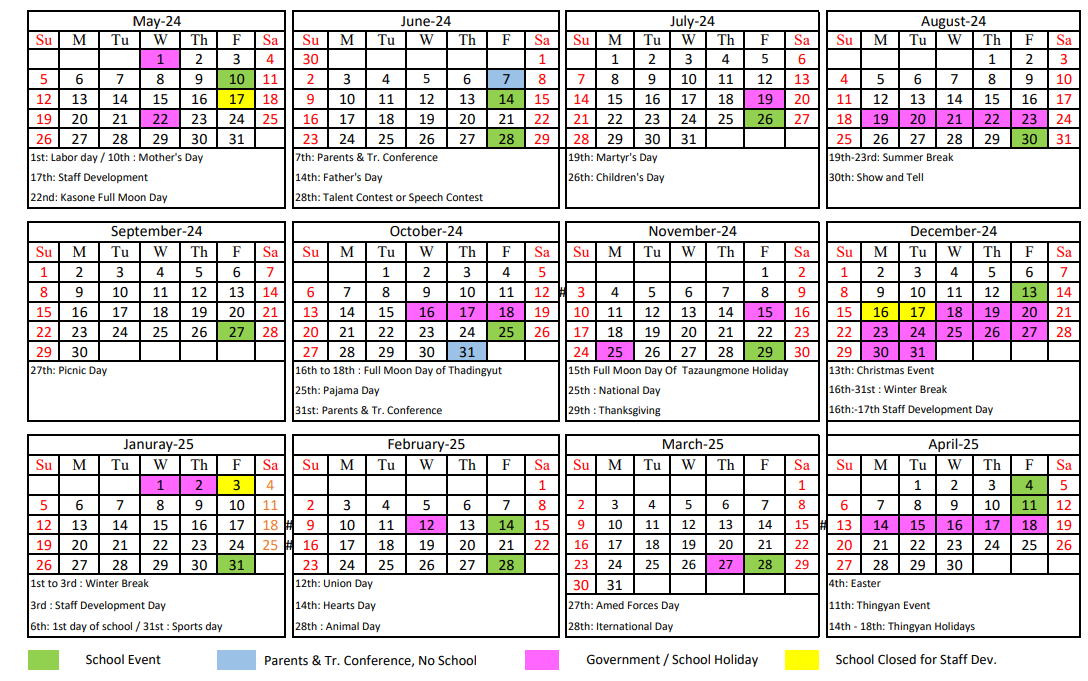 May-24
Su M Tu W Th F Sa
1 2 3 4
5 6 7 8 9 10 11
12 13 14 15 16 17 18
19 20 21 22 23 24 25
26 27 28 29 30 31
1st: Labor day / 10th : Mother's Day
17th: Staff Development
22nd: Kasone Full Moon Day
June-24
Su M Tu W Th F Sa
30 1
2 3 4 5 6 7 8
9 10 11 12 13 14 15
16 17 18 19 20 21 22
23 24 25 26 27 28 29
7th: Parents & Tr. Conference
14th: Father's Day
28th: Talent Contest or Speech Contest
July-24
Su M Tu W Th F Sa
1 2 3 4 5 6
7 8 9 10 11 12 13
14 15 16 17 18 19 20
21 22 23 24 25 26 27
28 29 30 31
19th: Martyr's Day
26th: Children's Day
August-24
Su M Tu W Th F Sa
1 2 3
4 5 6 7 8 9 10
11 12 13 14 15 16 17
18 19 20 21 22 23 24
25 26 27 28 29 30 31
19th-23rd: Summer Break
30th: Show and Tell
September-24
Su M Tu W Th F Sa
1 2 3 4 5 6 7
8 9 10 11 12 13 14
15 16 17 18 19 20 21
22 23 24 25 26 27 28
29 30
27th: Picnic Day
October-24
Su M Tu W Th F Sa
1 2 3 4 5
6 7 8 9 10 11 12 #
13 14 15 16 17 18 19
20 21 22 23 24 25 26
27 28 29 30 31
16th to 18th : Full Moon Day of Thadingyut
25th: Pajama Day
31st: Parents & Tr. Conference
November-24
Su M Tu W Th F Sa
1 2
3 4 5 6 7 8 9
10 11 12 13 14 15 16
17 18 19 20 21 22 23
24 25 26 27 28 29 30
15th Full Moon Day Of Tazaungmone Holiday
25th : National Day
29th : Thanksgiving
December-24
Su M Tu W Th F Sa
1 2 3 4 5 6 7
8 9 10 11 12 13 14
15 16 17 18 19 20 21
22 23 24 25 26 27 28
29 30 31
13th: Christmas Event
16th-31st : Winter Break
16th:-17th Staff Development Day
Januray-25
Su M Tu W Th F Sa
1 2 3 4
5 6 7 8 9 10 11
12 13 14 15 16 17 18 #
19 20 21 22 23 24 25 #
26 27 28 29 30 31
1st to 3rd : Winter Break
3rd : Staff Development Day
6th: 1st day of school / 31st : Sports day
February-25
Su M Tu W Th F Sa
1
2 3 4 5 6 7 8
9 10 11 12 13 14 15
16 17 18 19 20 21 22
23 24 25 26 27 28
12th: Union Day
14th: Hearts Day
28th : Animal Day
March-25
Su M Tu W Th F Sa
1
2 3 4 5 6 7 8
9 10 11 12 13 14 15 #
16 17 18 19 20 21 22
23 24 25 26 27 28 29
30 31
27th: Amed Forces Day
28th: Iternational Day
April-25
Su M Tu W Th F Sa
1 2 3 4 5
6 7 8 9 10 11 12
13 14 15 16 17 18 19
20 21 22 23 24 25 26
27 28 29 30
4th: Easter
11th: Thingyan Event
14th - 18th: Thingyan Holidays
School Event
Parents & Tr. Conference, No School
Government / School Holiday
School Closed for Staff Dev.